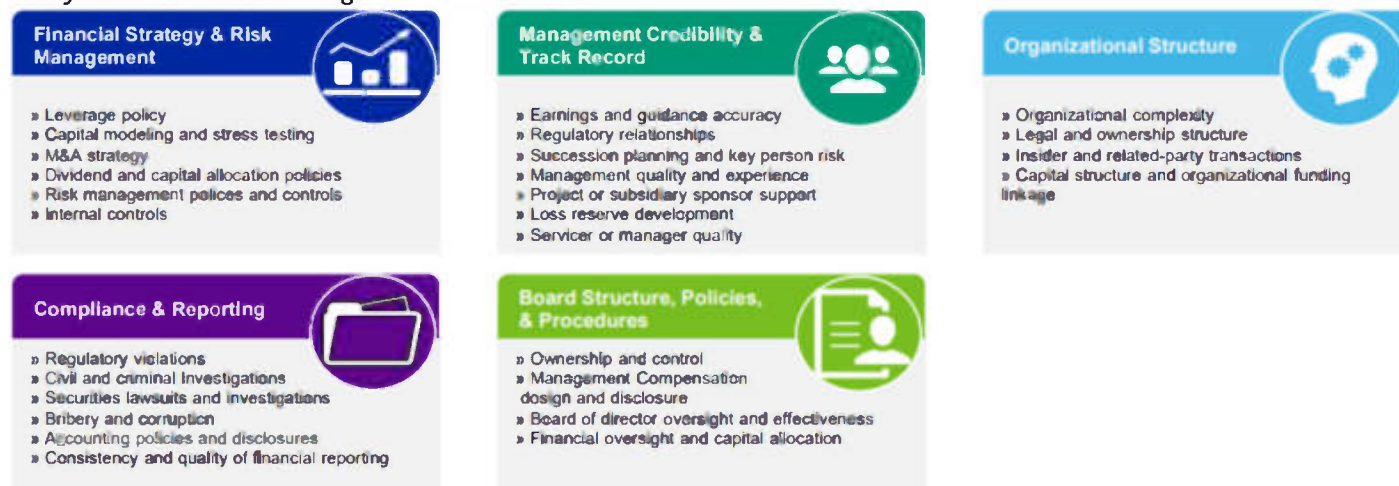 Financial Strategy & Risk
Management
» Leverage policy
» Capital modeling and stress testing
» M&A strategy
» Dividend and capital allocation policies
» Risk management polices and controls
» Internal controls
Management Credibility &
Track Record
» Earnings and guidance accuracy
» Regulatory relationships
» Succession planning and key person risk
» Management quality and experience
» Project or subsidiary sponsor support
» Loss reserve development
» Servicer or manager quality
Organizational Structure
» Organizational complexity
» Legal and ownership structure
» Insider and related-party transactions
» Capital structure and organizational funding
linkage
Compliance & Reporting
» Regulatory violations
» Civil and criminal Investigations
» Securities lawsuits and investigations
» Bribery and corruption
» Accounting policies and disclosures
» Consistency and quality of financial reporting
Board Structure, Policies,
& Procedures
» Ownership and control
» Management Compensation
design and disclosure
» Board of director oversight and effectiveness
» Financial oversight and capital allocation